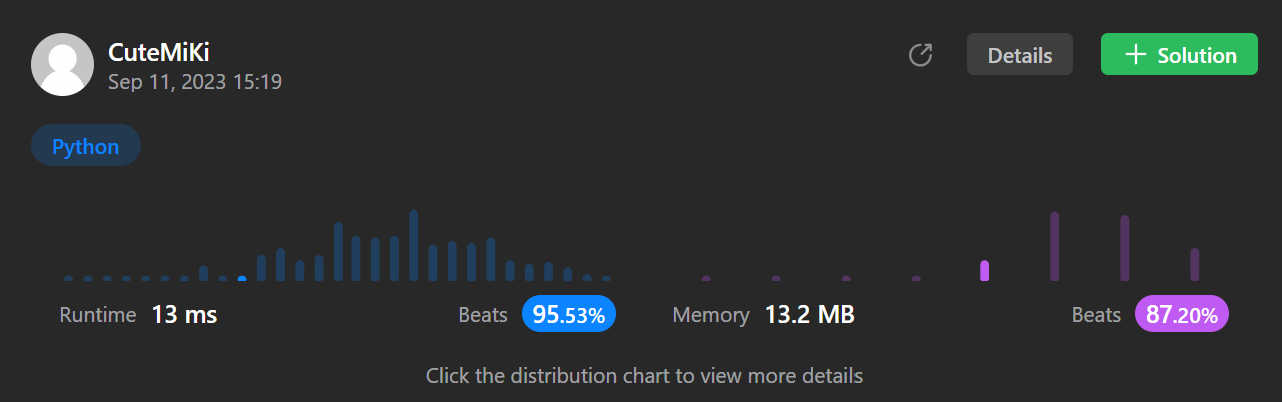 CuteMiKi
Sep 11, 2023 15:19
Details
+ Solution
Python
Runtime 13 ms Beats 95.53%
Memory 13.2 MB Beats 87.20%
Click the distribution chart to view more details